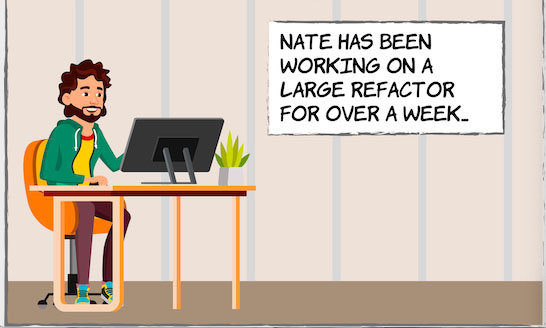 NATE HAS BEEN
WORKING ON A
LARGE REFACTOR
FOR OVER A WEEK...